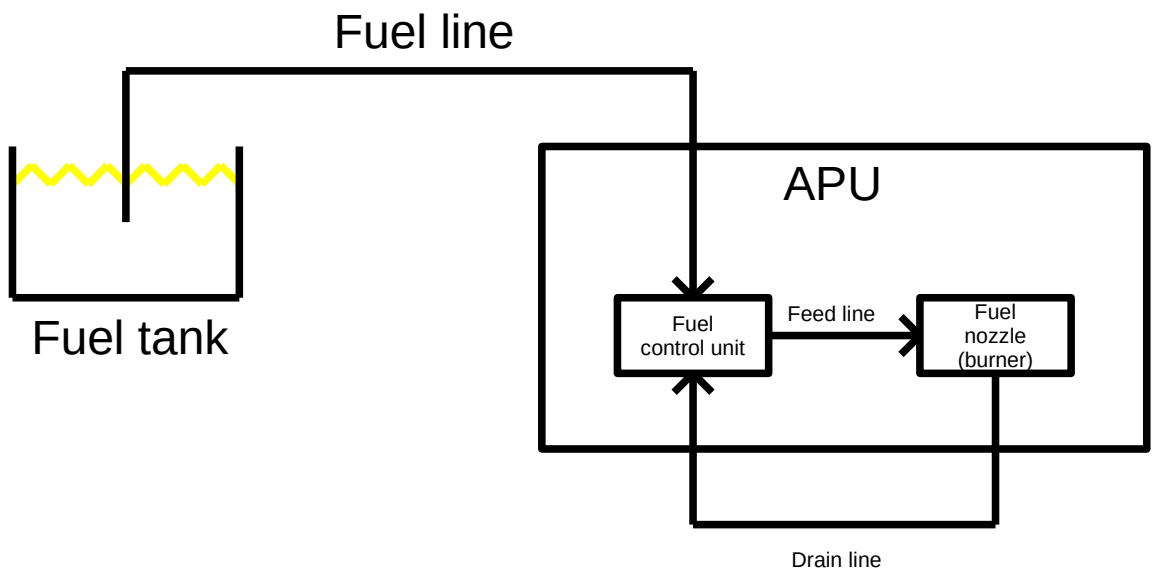 Fuel line
APU
Fuel tank
Fuel
control unit
Feed line
Fuel
nozzle
(burner)
Drain line